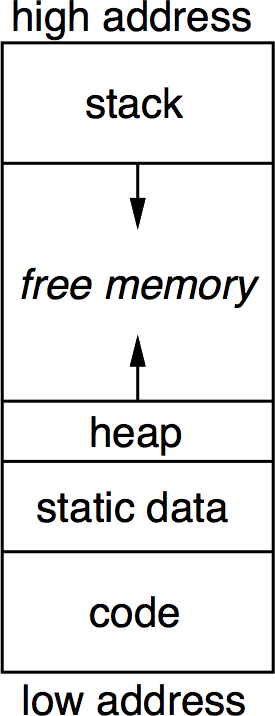 high address
stack
free memory
heap
static data
code
low address